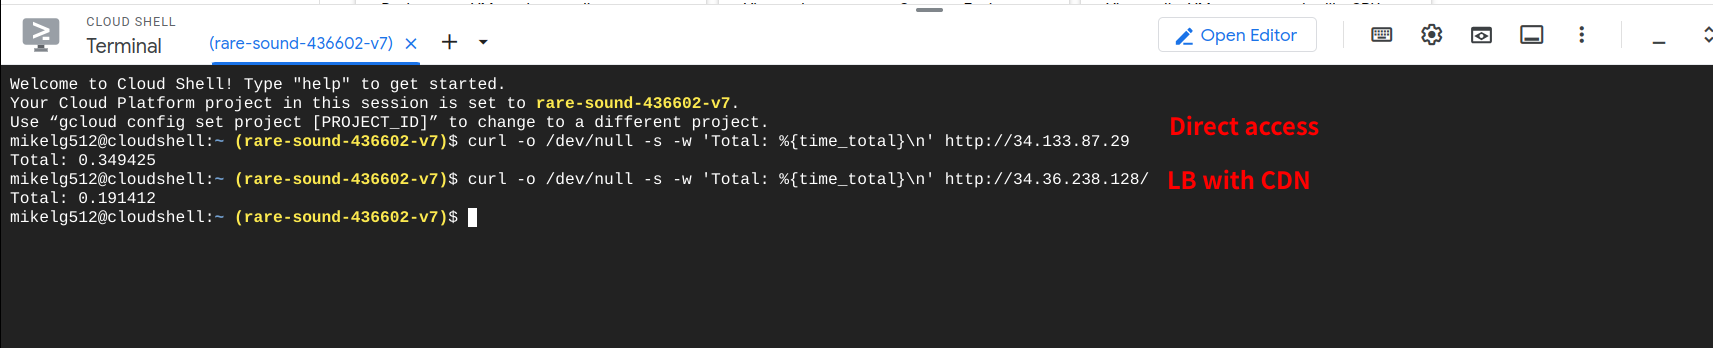 CLOUD SHELL
Terminal
(rare-sound-436602-v7)
Open Editor
Welcome to Cloud Shell! Type "help" to get started.
Your Cloud Platform project in this session is set to rare-sound-436602-v7.
Use “gcloud config set project [PROJECT_ID]” to change to a different project.
mikelg512@cloudshell:~ (rare-sound-436602-v7)$ curl -o /dev/null -s -w 'Total: %{time_total}\n' http://34.133.87.29
Direct access
Total: 0.349425
mikelg512@cloudshell:~ (rare-sound-436602-v7)$ curl -o /dev/null -s -w 'Total: %{time_total}\n' http://34.36.238.128/
LB with CDN
Total: 0.191412
mikelg512@cloudshell:~ (rare-sound-436602-v7)$